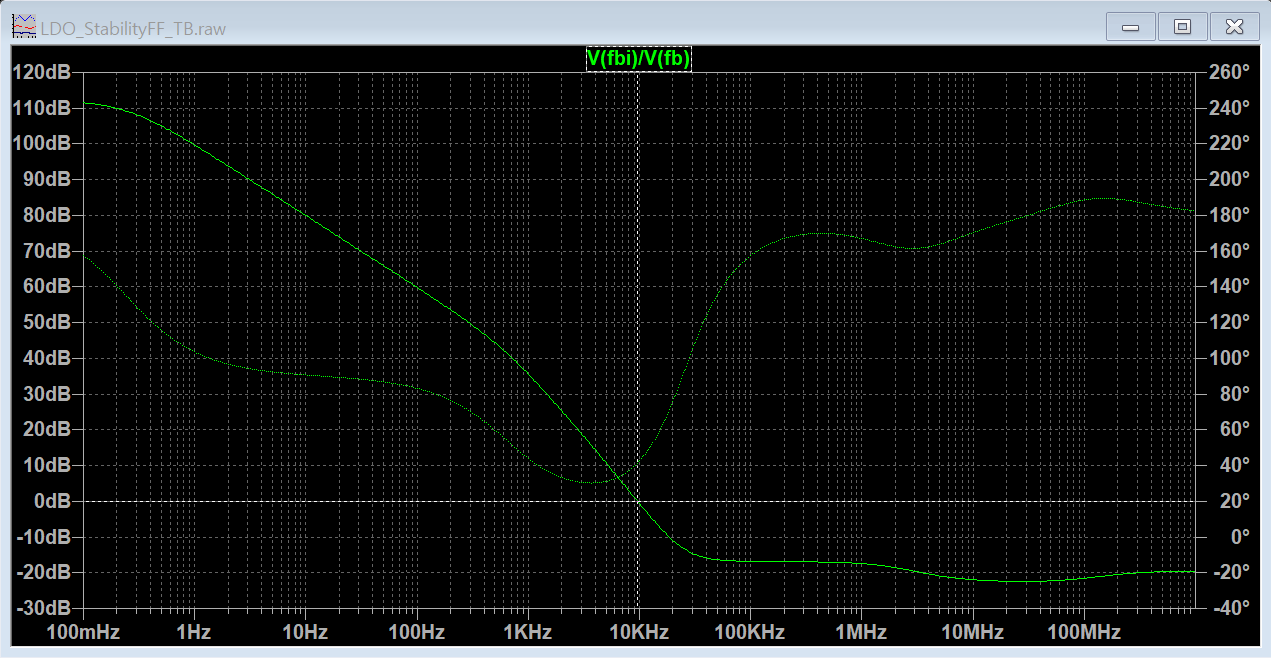 LDO_StabilityFF_TB.raw
V(fbi)/V(fb)
120dB 260°
110dB 240°
100dB 220°
90dB 200°
80dB 180°
70dB 160°
60dB 140°
50dB 120°
40dB 100°
30dB 80°
20dB 60°
10dB 40°
0dB 20°
-10dB 0°
-20dB -20°
-30dB -40°
100mHz 1Hz 10Hz 100Hz 1KHz 10KHz 100KHz 1MHz 10MHz 100MHz